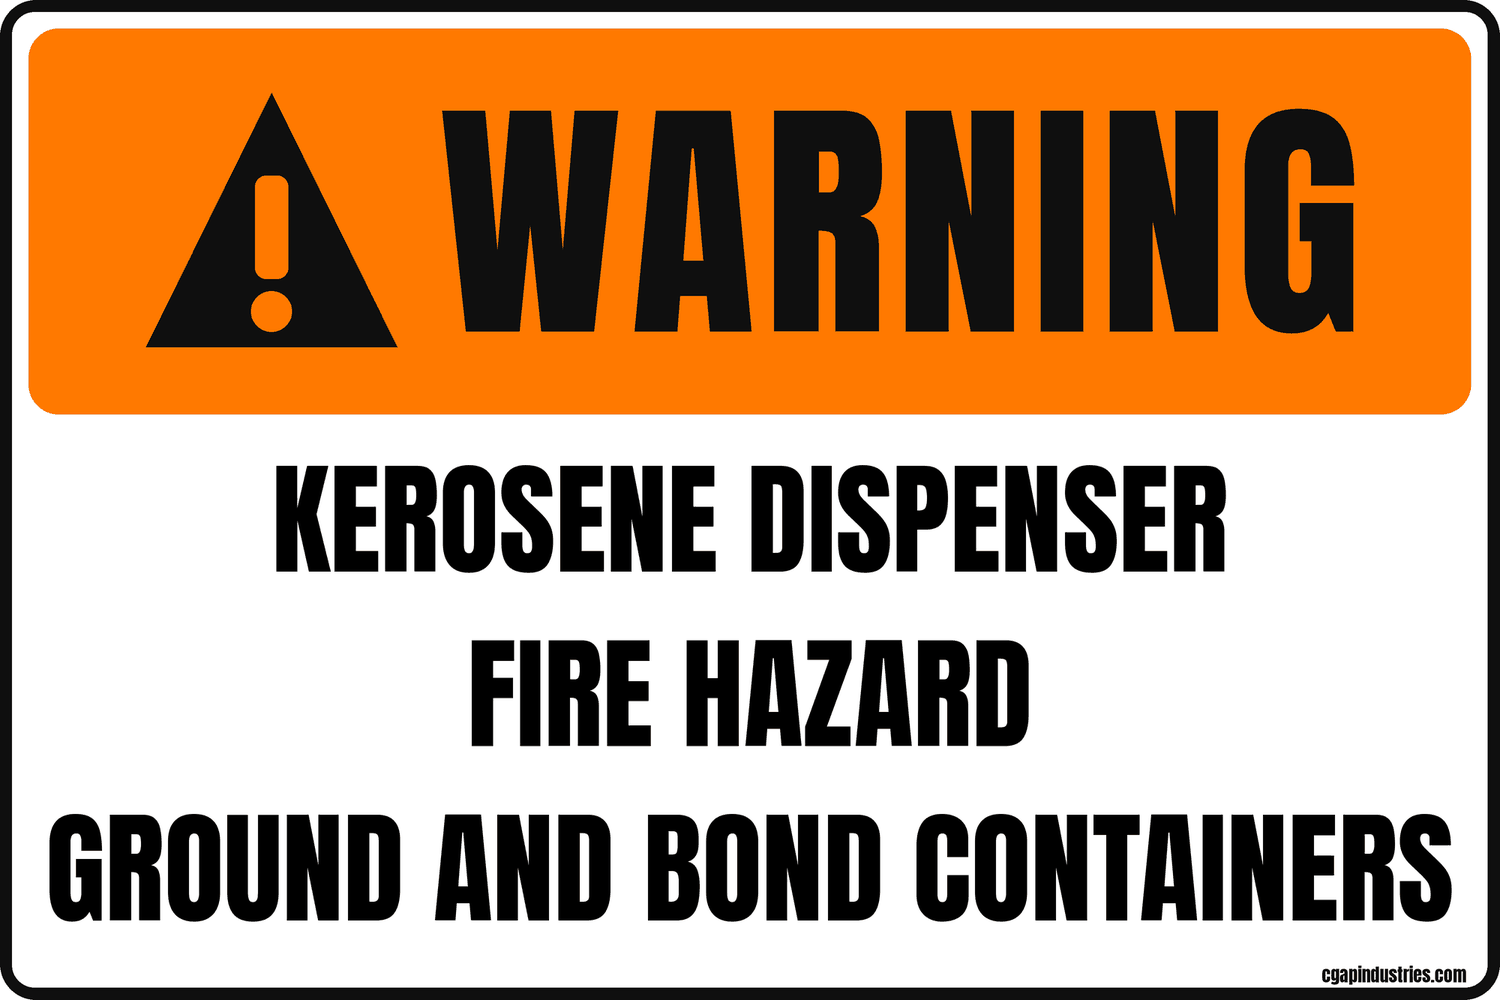 WARNING
KEROSENE DISPENSER
FIRE HAZARD
GROUND AND BOND CONTAINERS
cgapindustries.com